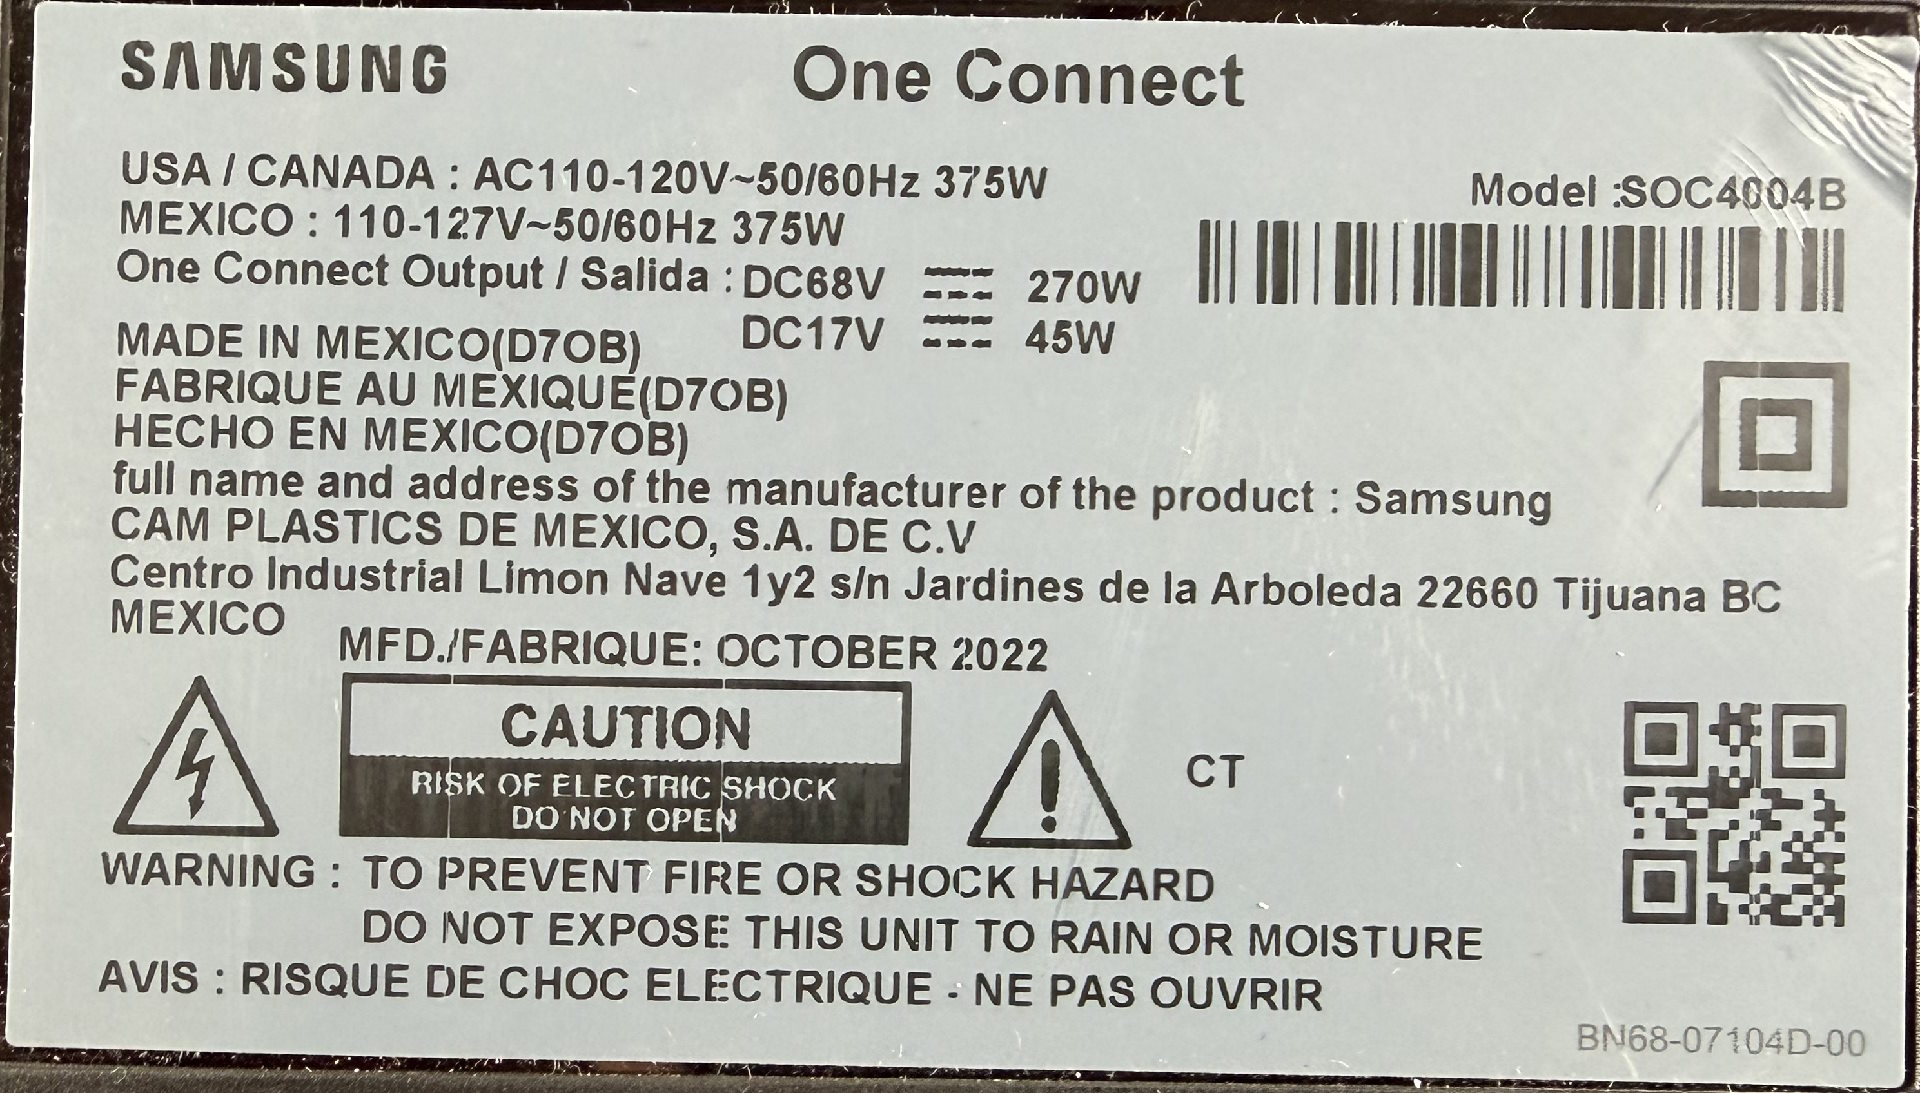 SAMSUNG
One Connect
USA / CANADA : AC110-120V~50/60Hz 375W
MEXICO : 110-127V~50/60Hz 375W
Model :SOC4004B
One Connect Output / Salida : DC68V ⎓ 270W
DC17V ⎓ 45W
MADE IN MEXICO(D7OB)
FABRIQUE AU MEXIQUE(D7OB)
HECHO EN MEXICO(D7OB)
full name and address of the manufacturer of the product : Samsung
CAM PLASTICS DE MEXICO, S.A. DE C.V
Centro Industrial Limon Nave 1y2 s/n Jardines de la Arboleda 22660 Tijuana BC
MEXICO
MFD./FABRIQUE: OCTOBER 2022
CAUTION
RISK OF ELECTRIC SHOCK
DO NOT OPEN
CT
WARNING : TO PREVENT FIRE OR SHOCK HAZARD
DO NOT EXPOSE THIS UNIT TO RAIN OR MOISTURE
AVIS : RISQUE DE CHOC ELECTRIQUE - NE PAS OUVRIR
BN68-07104D-00